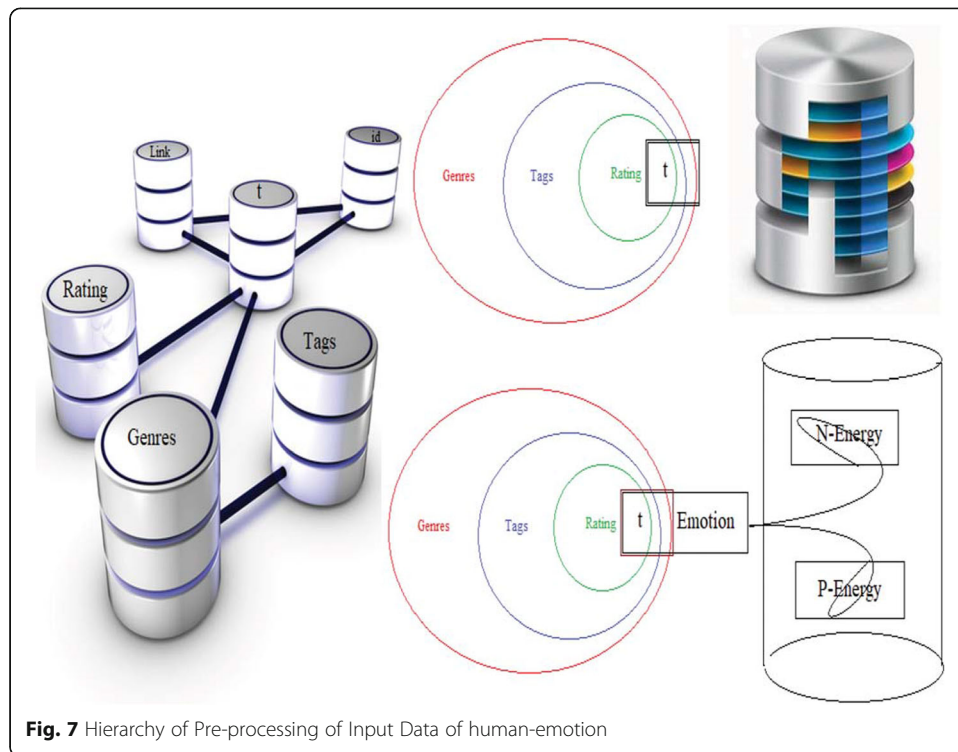 Link
id
t
Rating
Tags
Genres
Genres
Tags
Rating
t
Genres
Tags
Rating
t
Emotion
N-Energy
P-Energy
Fig. 7 Hierarchy of Pre-processing of Input Data of human-emotion